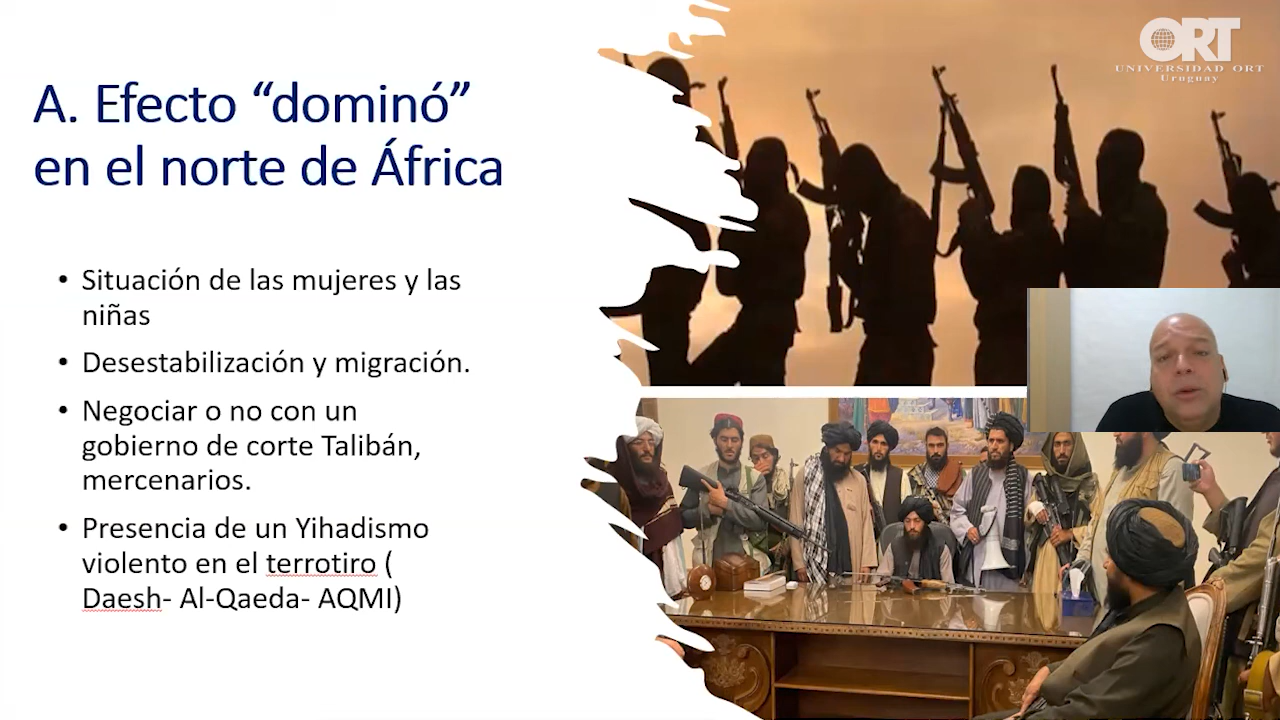 ORT
UNIVERSIDAD ORT
Uruguay
A. Efecto “dominó”
en el norte de África
• Situación de las mujeres y las
niñas
• Desestabilización y migración.
• Negociar o no con un
gobierno de corte Talibán,
mercenarios.
• Presencia de un Yihadismo
violento en el terrotiro (
Daesh- Al-Qaeda- AQMI)